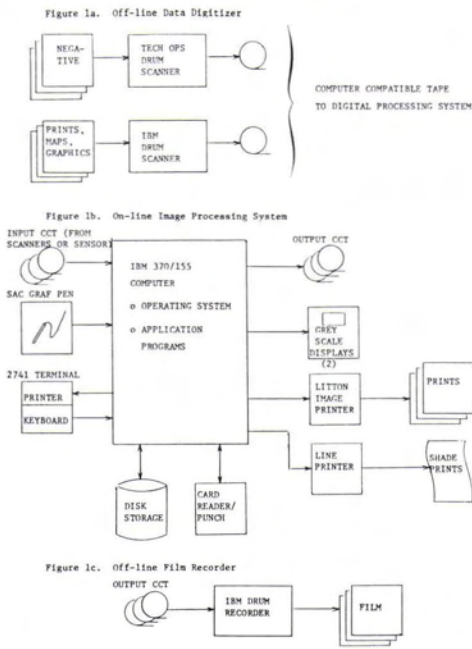 Figure 1a. Off-line Data Digitizer
NEGA-
TIVE
TECH OPS
DRUM
SCANNER
PRINTS,
MAPS,
GRAPHICS
IBM
DRUM
SCANNER
COMPUTER COMPATIBLE TAPE
TO DIGITAL PROCESSING SYSTEM
Figure 1b. On-line Image Processing System
INPUT CCT (FROM
SCANNERS OR SENSOR)
OUTPUT CCT
IBM 370/155
COMPUTER
o OPERATING SYSTEM
o APPLICATION
PROGRAMS
SAC GRAF PEN
GREY
SCALE
DISPLAYS
(2)
2741 TERMINAL
PRINTER
KEYBOARD
LITTON
IMAGE
PRINTER
PRINTS
LINE
PRINTER
SHADE
PRINTS
DISK
STORAGE
CARD
READER/
PUNCH
Figure 1c. Off-line Film Recorder
OUTPUT CCT
IBM DRUM
RECORDER
FILM